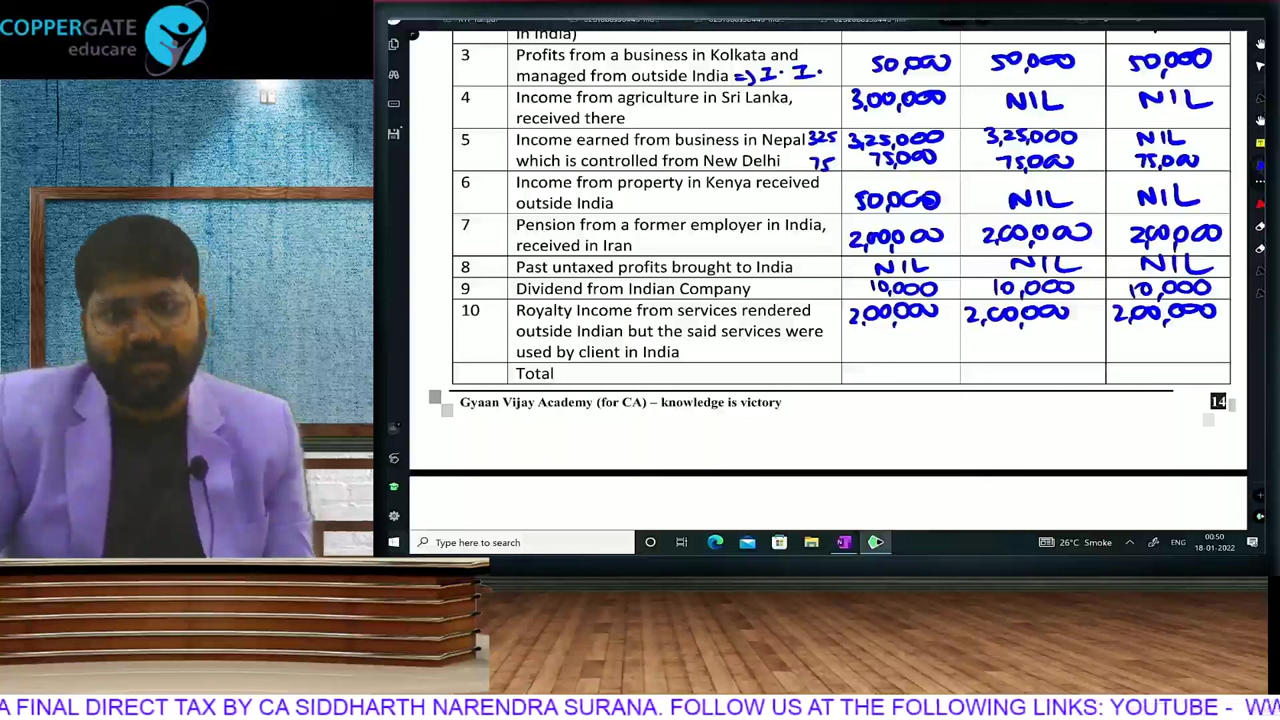 COPPERGATE
educare
in India)
3 Profits from a business in Kolkata and 50,000 50,000 50,000
managed from outside India => I. I.
4 Income from agriculture in Sri Lanka, 3,00,000 NIL NIL
received there
5 Income earned from business in Nepal 325 3,25,000 3,25,000 NIL
which is controlled from New Delhi 75 75,000 75,000 75,000
6 Income from property in Kenya received 50,000 NIL NIL
outside India
7 Pension from a former employer in India, 2,00,000 2,00,000 2,00,000
received in Iran
8 Past untaxed profits brought to India NIL NIL NIL
9 Dividend from Indian Company 10,000 10,000 10,000
10 Royalty Income from services rendered 2,00,000 2,00,000 2,00,000
outside Indian but the said services were
used by client in India
Total
Gyaan Vijay Academy (for CA) – knowledge is victory 14
Type here to search 26°C Smoke ENG 00:50
18-01-2022
A FINAL DIRECT TAX BY CA SIDDHARTH NARENDRA SURANA. FOLLOW US AT THE FOLLOWING LINKS: YOUTUBE - WW